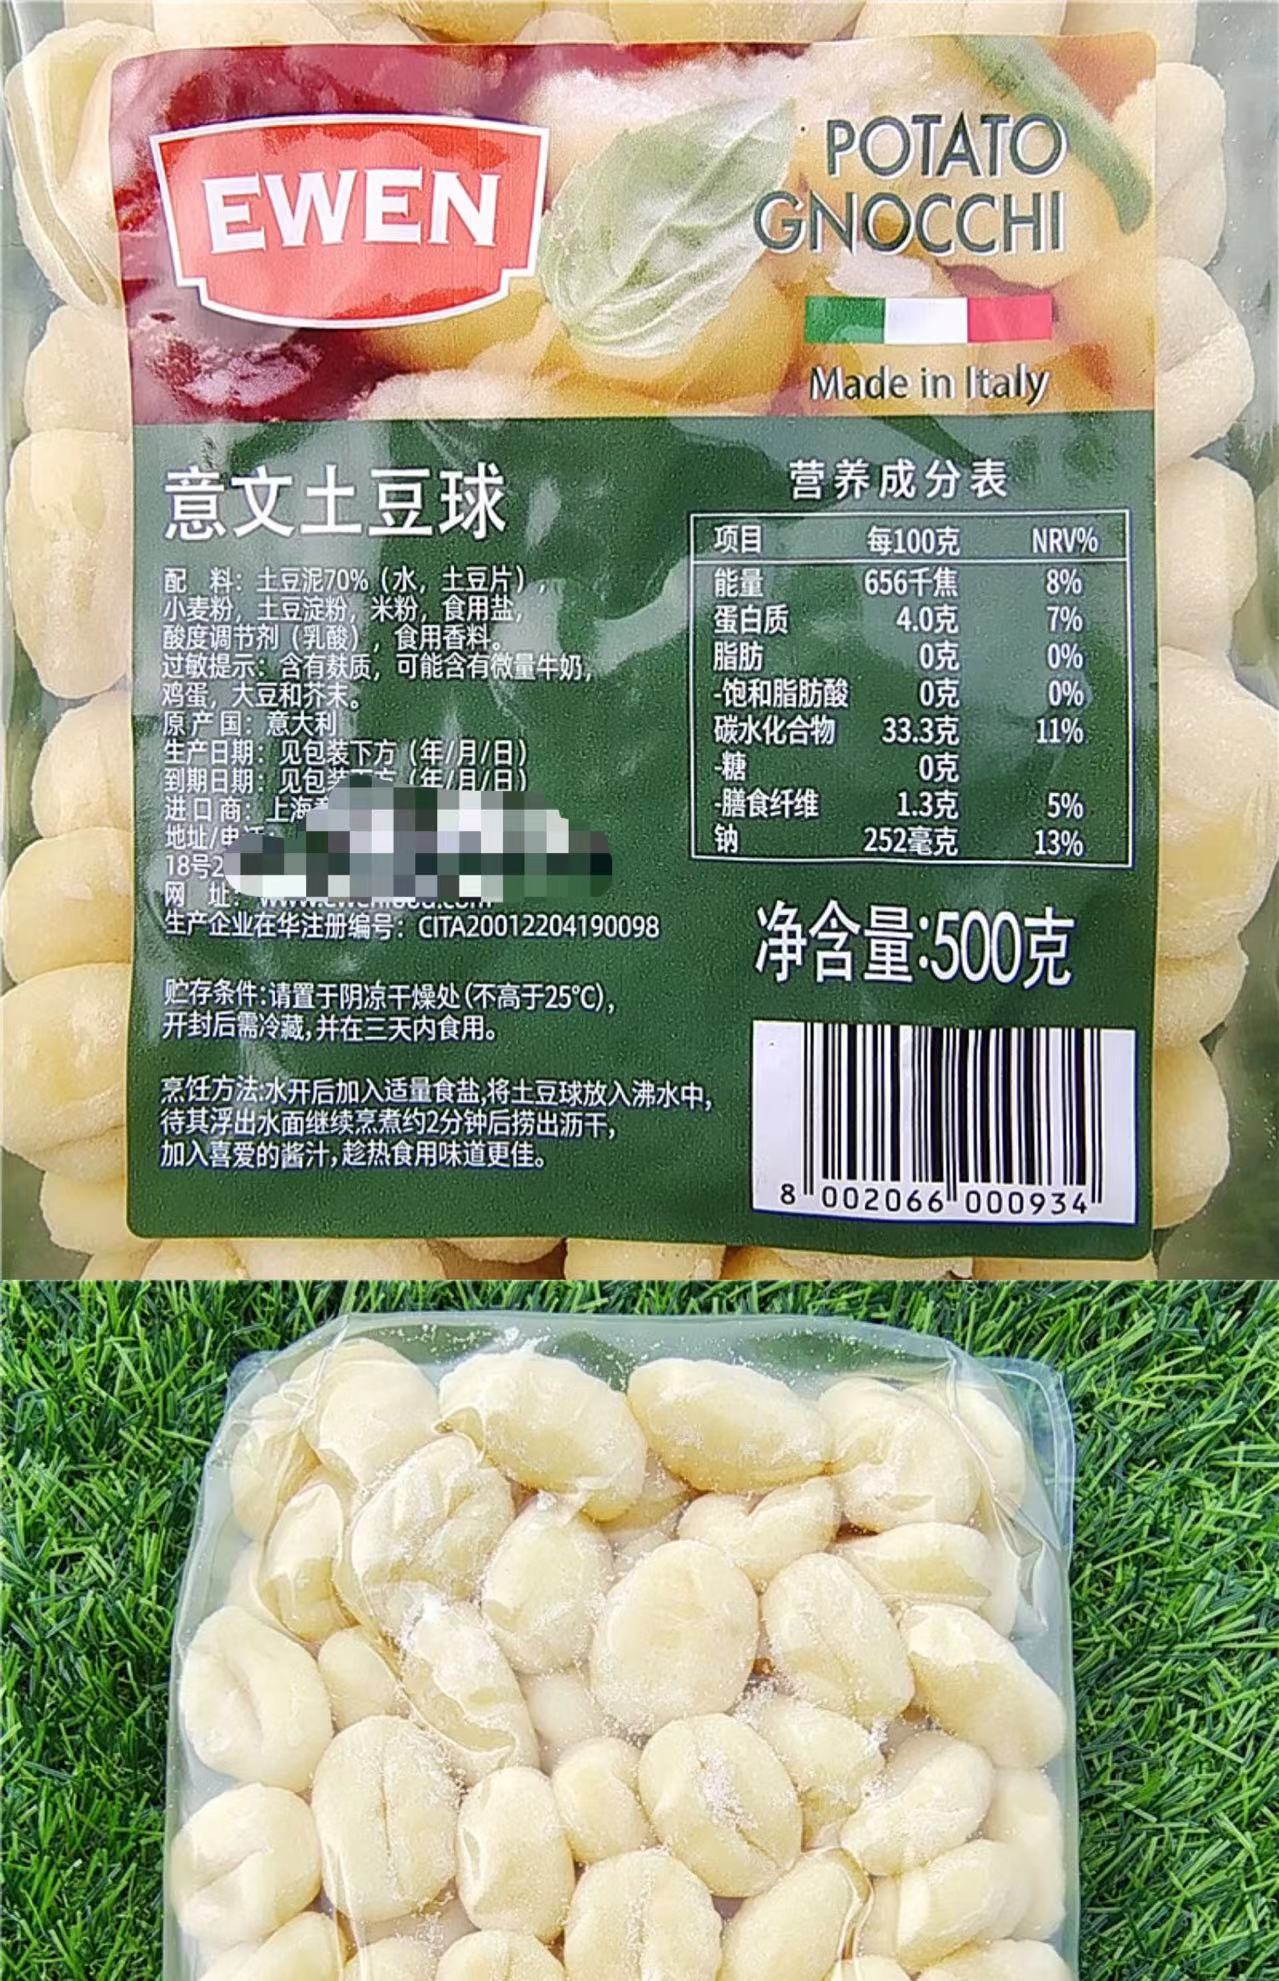 EWEN
POTATO
GNOCCHI
Made in Italy
意文土豆球
配 料：土豆泥70%（水，土豆片），
小麦粉，土豆淀粉，米粉，食用盐，
酸度调节剂（乳酸），食用香料。
过敏提示：含有麸质，可能含有微量牛奶，
鸡蛋，大豆和芥末。
原产国：意大利
生产日期：见包装下方（年/月/日）
到期日期：见包装下方（年/月/日）
进口商：上海
地址/电话
18号2
网 址：
生产企业在华注册编号：CITA20012204190098
贮存条件:请置于阴凉干燥处(不高于25℃),
开封后需冷藏,并在三天内食用。
烹饪方法:水开后加入适量食盐,将土豆球放入沸水中,
待其浮出水面继续烹煮约2分钟后捞出沥干,
加入喜爱的酱汁,趁热食用味道更佳。
营养成分表
项目 每100克 NRV%
能量 656千焦 8%
蛋白质 4.0克 7%
脂肪 0克 0%
-饱和脂肪酸 0克 0%
碳水化合物 33.3克 11%
-糖 0克
-膳食纤维 1.3克 5%
钠 252毫克 13%
净含量:500克
8 002066 000934